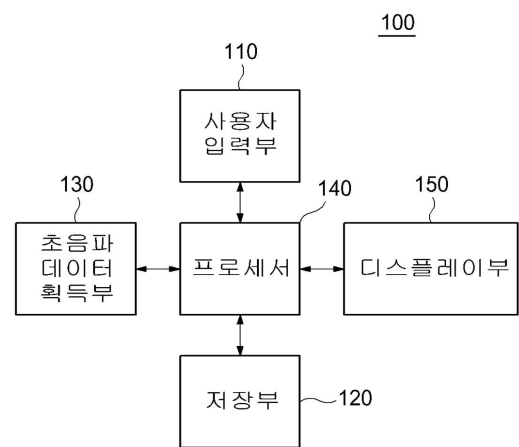 100
110
사용자
입력부
130
초음파
데이터
획득부
140
프로세서
150
디스플레이부
저장부
120